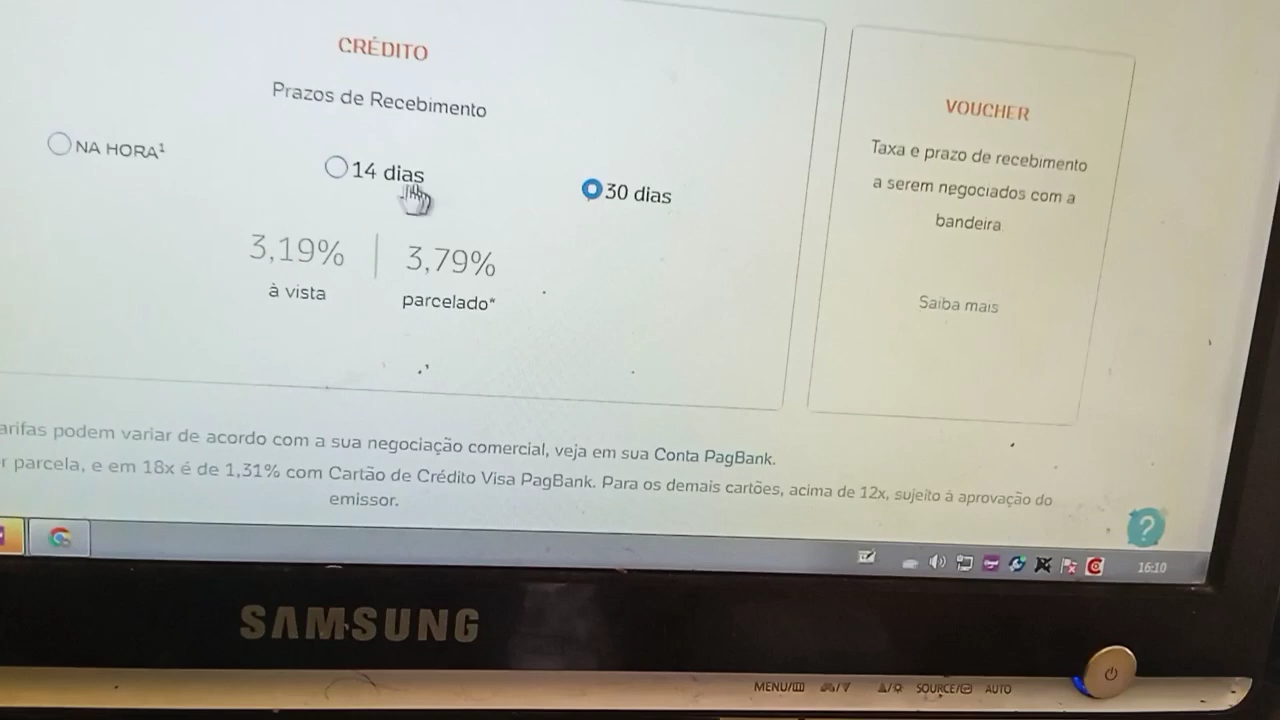 CRÉDITO
Prazos de Recebimento
NA HORA¹
14 dias
30 dias
3,19%
à vista
3,79%
parcelado*
VOUCHER
Taxa e prazo de recebimento
a serem negociados com a
bandeira.
Saiba mais
arifas podem variar de acordo com a sua negociação comercial, veja em sua Conta PagBank.
r parcela, e em 18x é de 1,31% com Cartão de Crédito Visa PagBank. Para os demais cartões, acima de 12x, sujeito à aprovação do
emissor.
?
16:10
SAMSUNG
MENU/
SOURCE/
AUTO